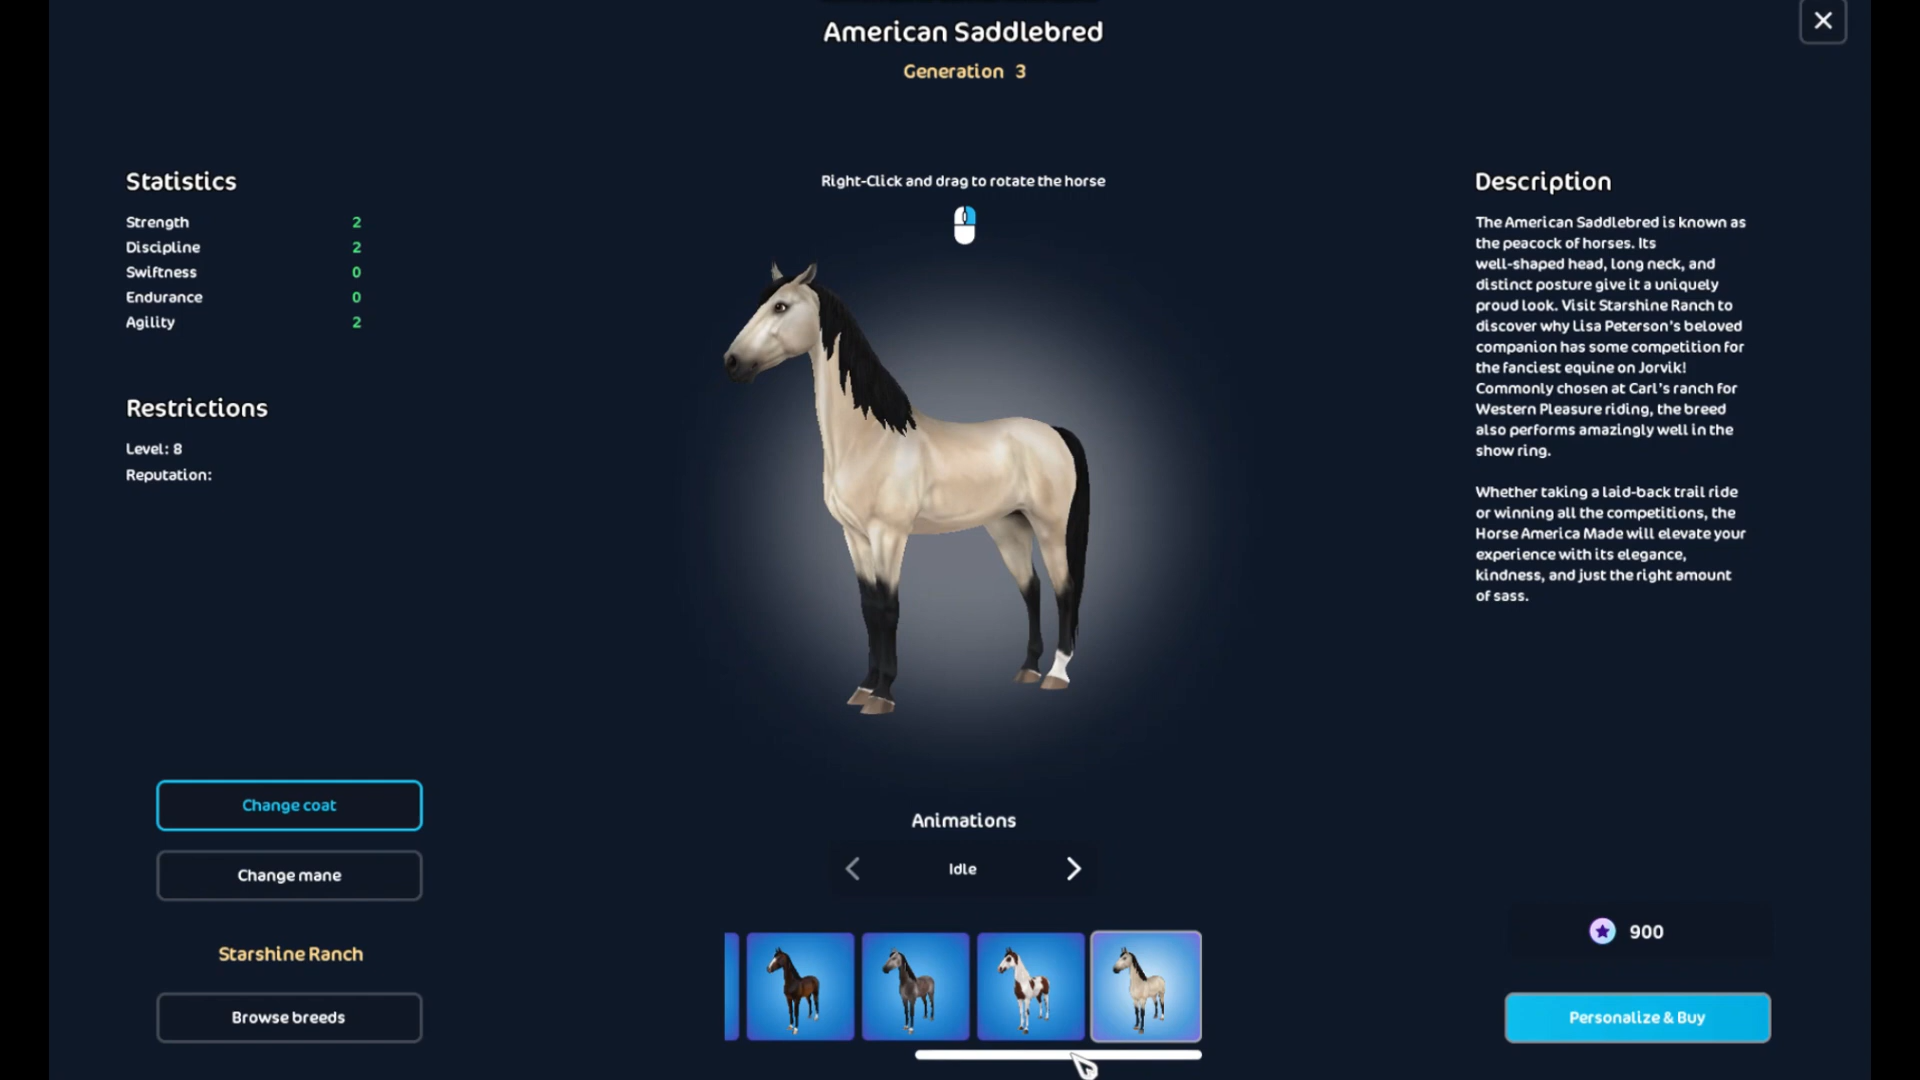 American Saddlebred
Generation 3
Statistics
Strength 2
Discipline 2
Swiftness 0
Endurance 0
Agility 2
Restrictions
Level: 8
Reputation:
Right-Click and drag to rotate the horse
Description
The American Saddlebred is known as
the peacock of horses. Its
well-shaped head, long neck, and
distinct posture give it a uniquely
proud look. Visit Starshine Ranch to
discover why Lisa Peterson's beloved
companion has some competition for
the fanciest equine on Jorvik!
Commonly chosen at Carl's ranch for
Western Pleasure riding, the breed
also performs amazingly well in the
show ring.
Whether taking a laid-back trail ride
or winning all the competitions, the
Horse America Made will elevate your
experience with its elegance,
kindness, and just the right amount
of sass.
Change coat
Change mane
Starshine Ranch
Browse breeds
Animations
Idle
900
Personalize & Buy